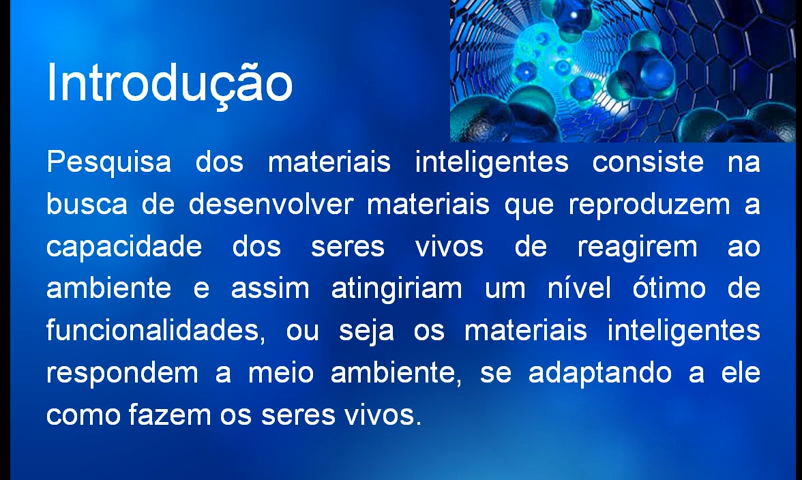 Introdução
Pesquisa dos materiais inteligentes consiste na
busca de desenvolver materiais que reproduzem a
capacidade dos seres vivos de reagirem ao
ambiente e assim atingiriam um nível ótimo de
funcionalidades, ou seja os materiais inteligentes
respondem a meio ambiente, se adaptando a ele
como fazem os seres vivos.